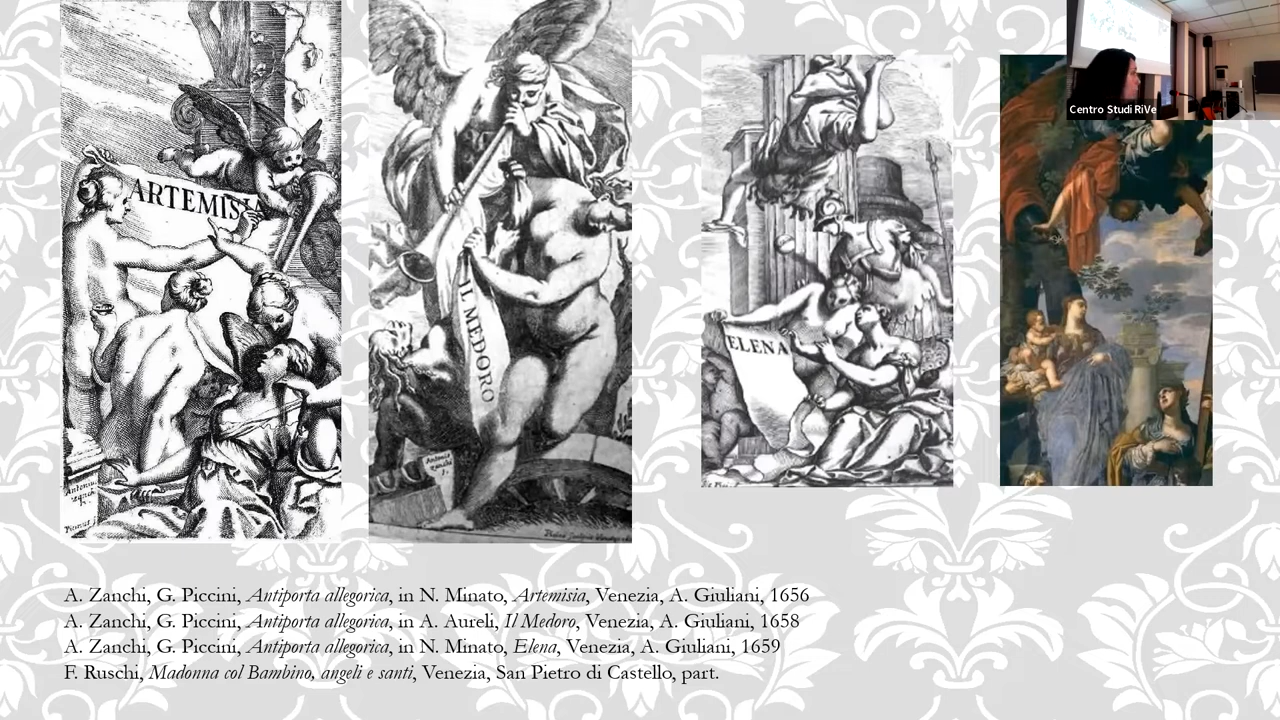 Centro Studi RiVe
ARTEMISIA
IL MEDORO
ELENA
A. Zanchi, G. Piccini, Antiporta allegorica, in N. Minato, Artemisia, Venezia, A. Giuliani, 1656
A. Zanchi, G. Piccini, Antiporta allegorica, in A. Aureli, Il Medoro, Venezia, A. Giuliani, 1658
A. Zanchi, G. Piccini, Antiporta allegorica, in N. Minato, Elena, Venezia, A. Giuliani, 1659
F. Ruschi, Madonna col Bambino, angeli e santi, Venezia, San Pietro di Castello, part.